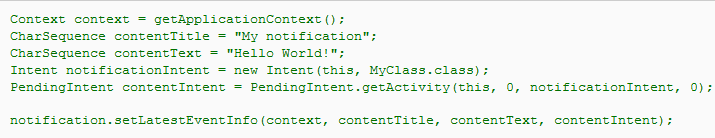 Context context = getApplicationContext();
CharSequence contentTitle = "My notification";
CharSequence contentText = "Hello World!";
Intent notificationIntent = new Intent(this, MyClass.class);
PendingIntent contentIntent = PendingIntent.getActivity(this, 0, notificationIntent, 0);
notification.setLatestEventInfo(context, contentTitle, contentText, contentIntent);